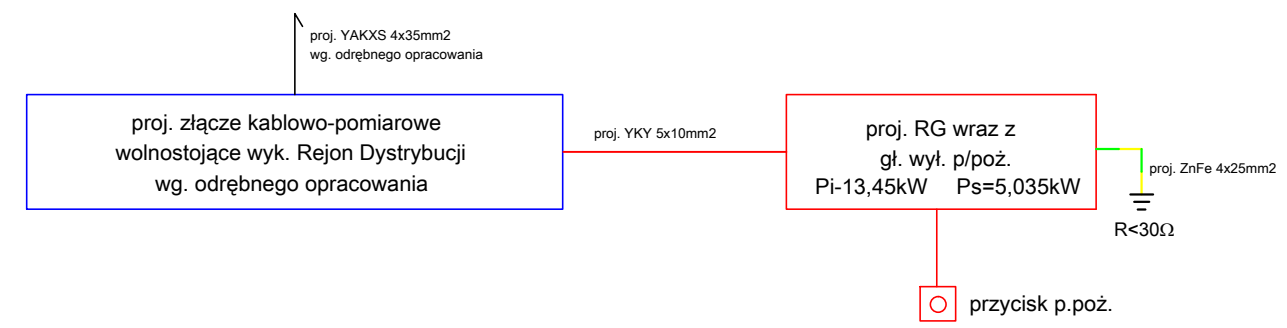 proj. YAKXS 4x35mm2
wg. odrębnego opracowania
proj. złącze kablowo-pomiarowe
wolnostojące wyk. Rejon Dystrybucji
wg. odrębnego opracowania
proj. YKY 5x10mm2
proj. RG wraz z
gł. wył. p/poż.
Pi-13,45kW Ps=5,035kW
proj. ZnFe 4x25mm2
R<30Ω
przycisk p.poż.